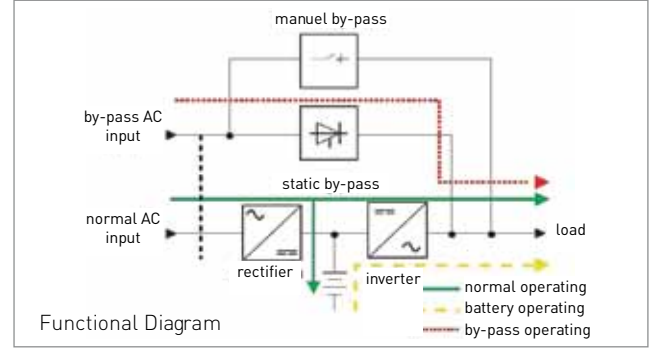 manuel by-pass
by-pass AC
input
static by-pass
normal AC
input
load
rectifier
inverter
normal operating
battery operating
by-pass operating
Functional Diagram